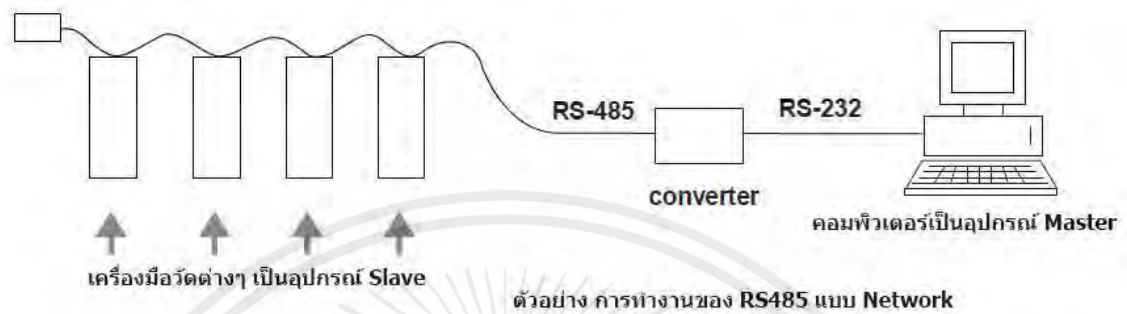 RS-485
RS-232
converter
คอมพิวเตอร์เป็นอุปกรณ์ Master
เครื่องมือวัดต่างๆ เป็นอุปกรณ์ Slave
ตัวอย่าง การทำงานของ RS485 แบบ Network